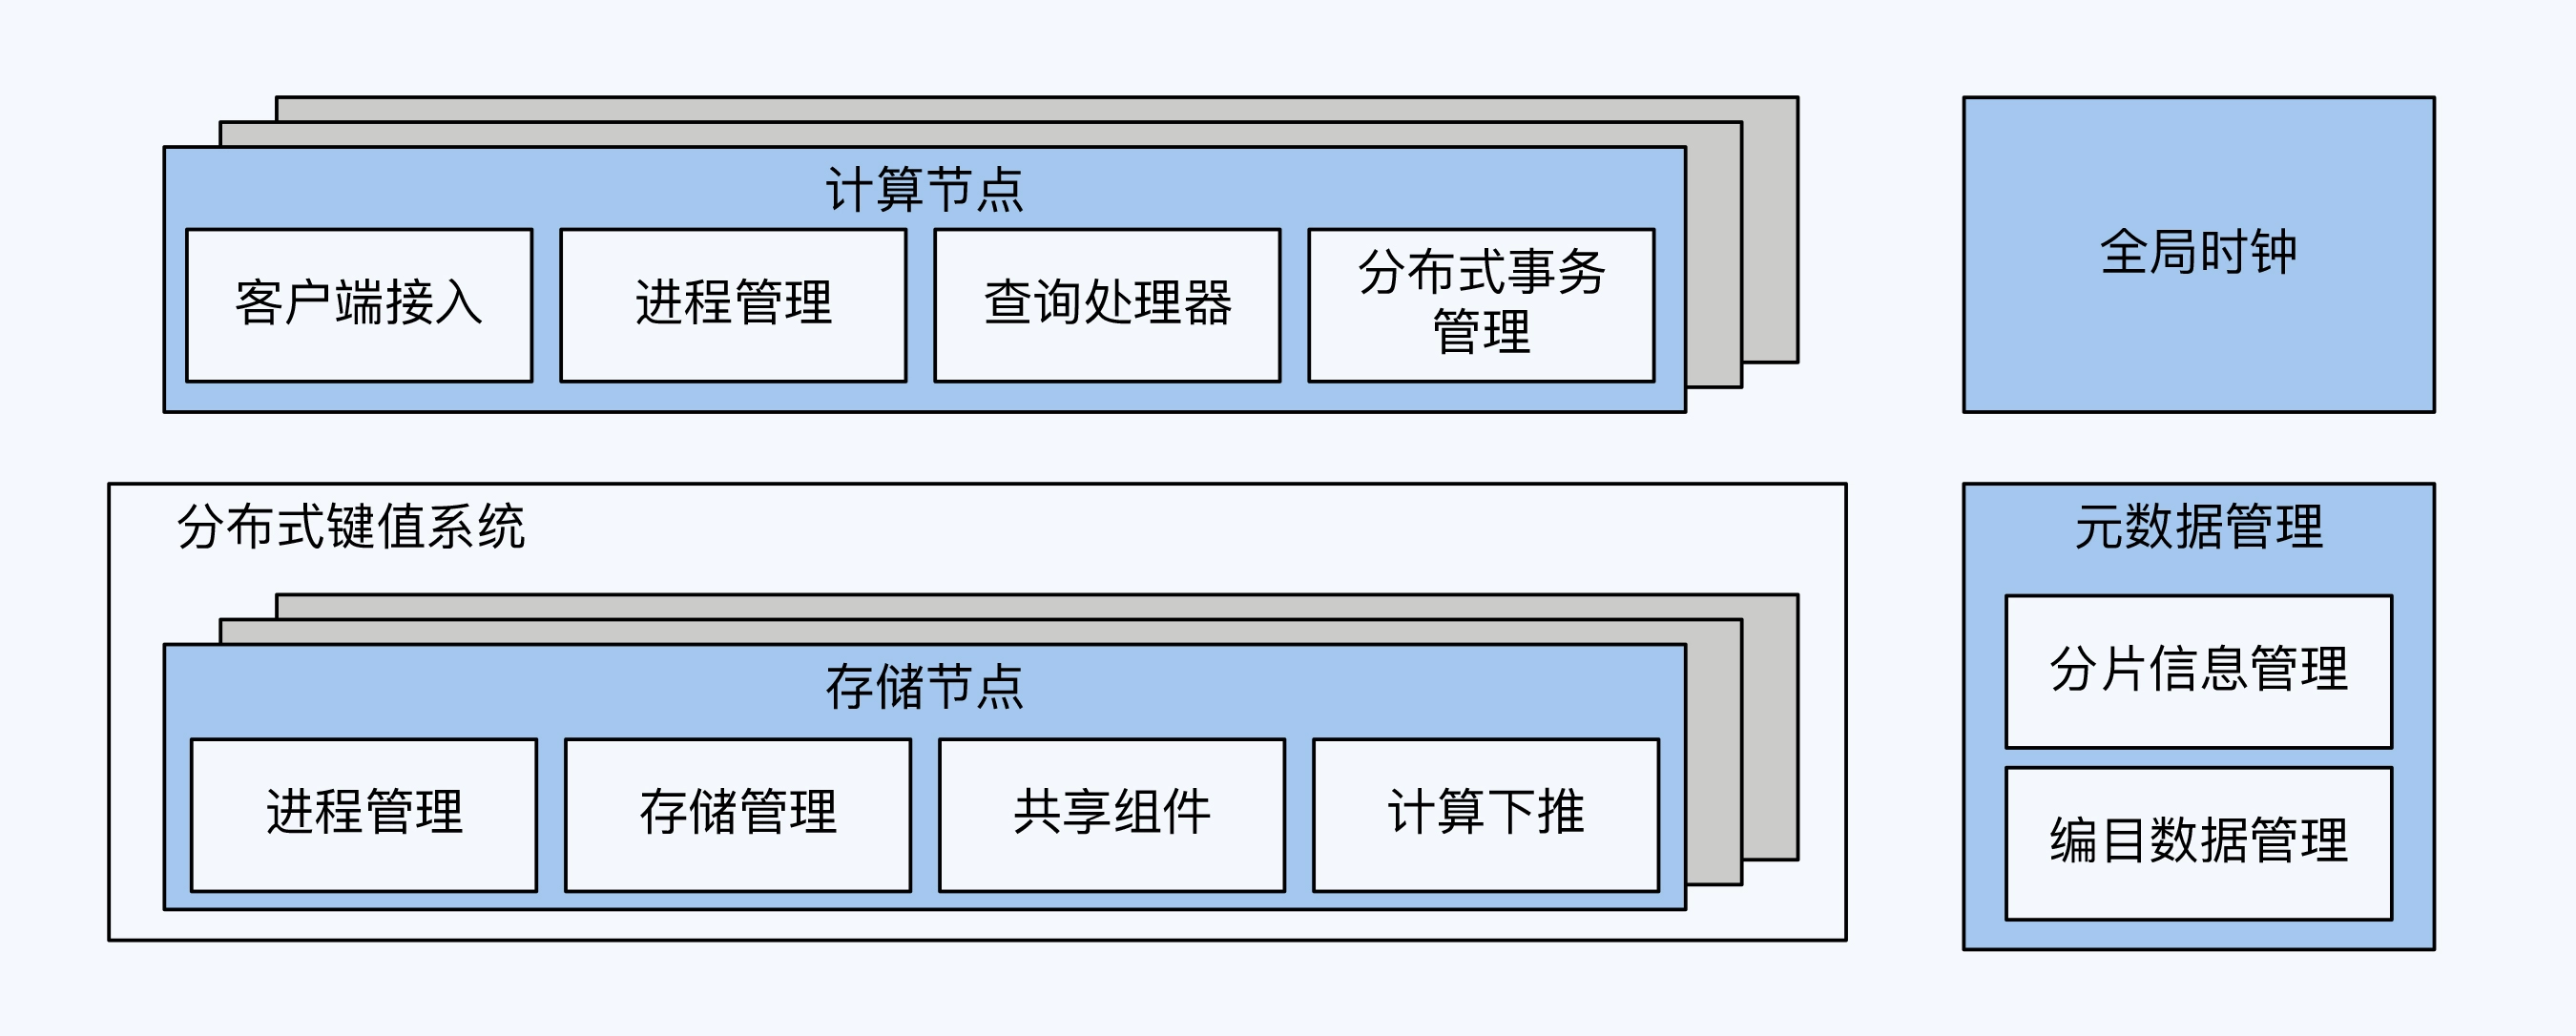 计算节点
客户端接入
进程管理
查询处理器
分布式事务
管理
全局时钟
分布式键值系统
存储节点
进程管理
存储管理
共享组件
计算下推
元数据管理
分片信息管理
编目数据管理